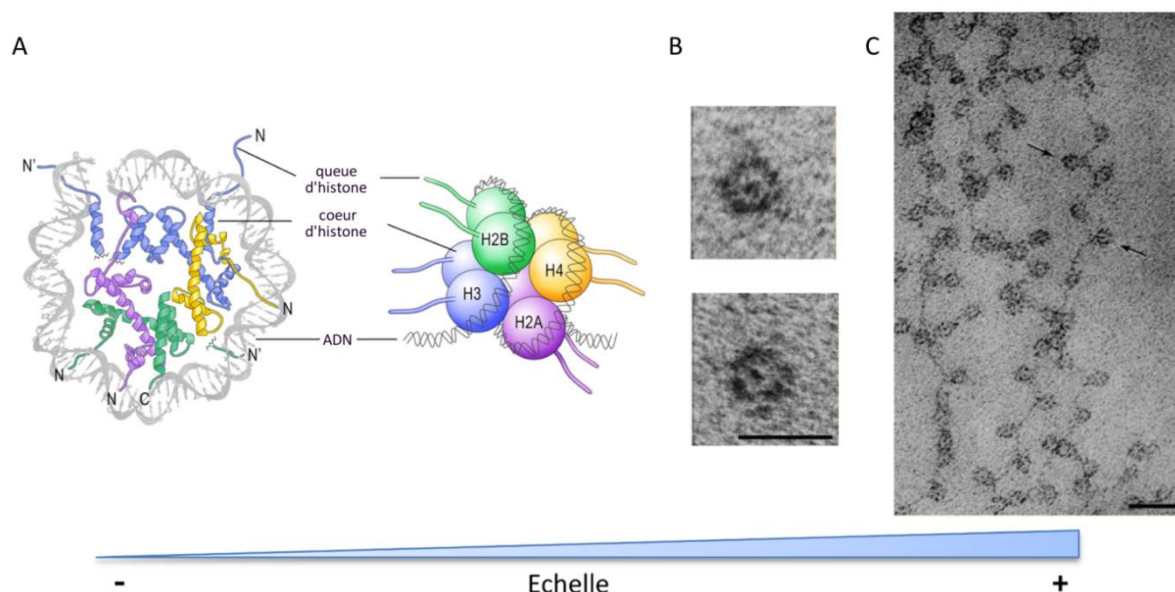 A
B
C
N
N'
queue
d'histone
coeur
d'histone
H2B
H4
H3
H2A
N
ADN
N'
N
N
C
-
Echelle
+